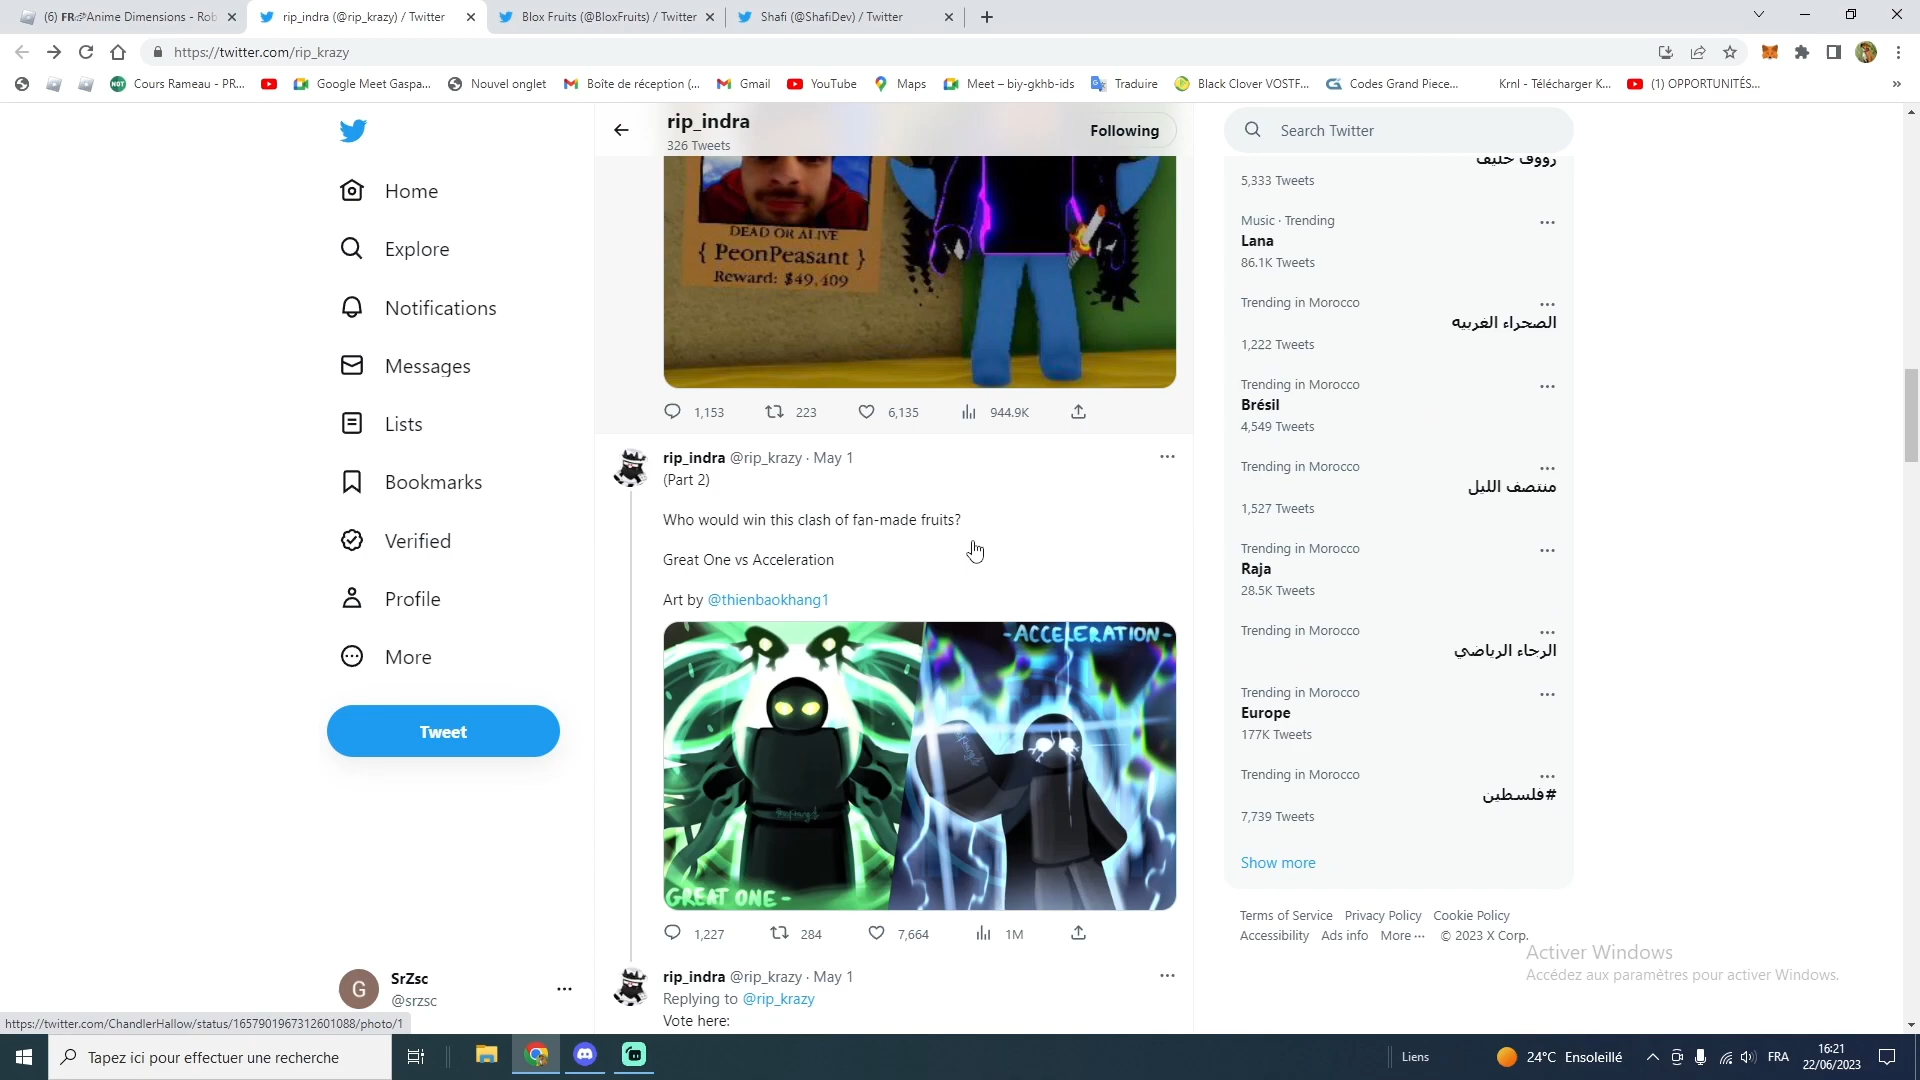 (6) FR🏕Anime Dimensions - Rob
rip_indra (@rip_krazy) / Twitter
Blox Fruits (@BloxFruits) / Twitter
Shafi (@ShafiDev) / Twitter
https://twitter.com/rip_krazy
Cours Rameau - PR...
Google Meet Gaspa...
Nouvel onglet
Boîte de réception (...
Gmail
YouTube
Maps
Meet – biy-gkhb-ids
Traduire
Black Clover VOSTF...
Codes Grand Piece...
Krnl - Télécharger K...
(1) OPPORTUNITÉS...
Home
Explore
Notifications
Messages
Lists
Bookmarks
Verified
Profile
More
Tweet
G
SrZsc
@srzsc
rip_indra
326 Tweets
Following
DEAD OR ALIVE
{ PeonPeasant }
Reward: $49,409
1,153 223 6,135 944.9K
rip_indra @rip_krazy · May 1
(Part 2)
Who would win this clash of fan-made fruits?
Great One vs Acceleration
Art by @thienbaokhang1
-ACCELERATION-
GREAT ONE -
1,227 284 7,664 1M
rip_indra @rip_krazy · May 1
Replying to @rip_krazy
Vote here:
Search Twitter
رووف خليف
5,333 Tweets
Music · Trending
Lana
86.1K Tweets
Trending in Morocco
الصحراء الغربيه
1,222 Tweets
Trending in Morocco
Brésil
4,549 Tweets
Trending in Morocco
منتصف الليل
1,527 Tweets
Trending in Morocco
Raja
28.5K Tweets
Trending in Morocco
الرجاء الرياضي
Trending in Morocco
Europe
177K Tweets
Trending in Morocco
#فلسطين
7,739 Tweets
Show more
Terms of Service Privacy Policy Cookie Policy
Accessibility Ads info More ··· © 2023 X Corp.
Activer Windows
Accédez aux paramètres pour activer Windows.
https://twitter.com/ChandlerHallow/status/1657901967312601088/photo/1
Tapez ici pour effectuer une recherche
Liens
24°C Ensoleillé
FRA
16:21
22/06/2023